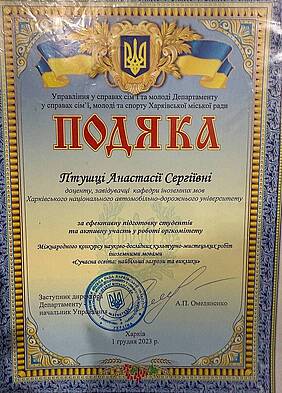 Управління у справах сім'ї та молоді Департаменту
у справах сім'ї, молоді та спорту Харківської міської ради
ПОДЯКА
Птушці Анастасії Сергіївні
доценту, завідувачці кафедри іноземних мов
Харківського національного автомобільно-дорожнього університету
за ефективну підготовку студентів
та активну участь у роботі оргкомітету
Міжнародного конкурсу науково-дослідних культурно-мистецьких робіт
іноземними мовами
«Сучасна освіта: найбільші загрози та виклики»
Заступник директора
Департаменту
начальник Управління
А.П. Омеляненко
Харків
1 грудня 2023 р.